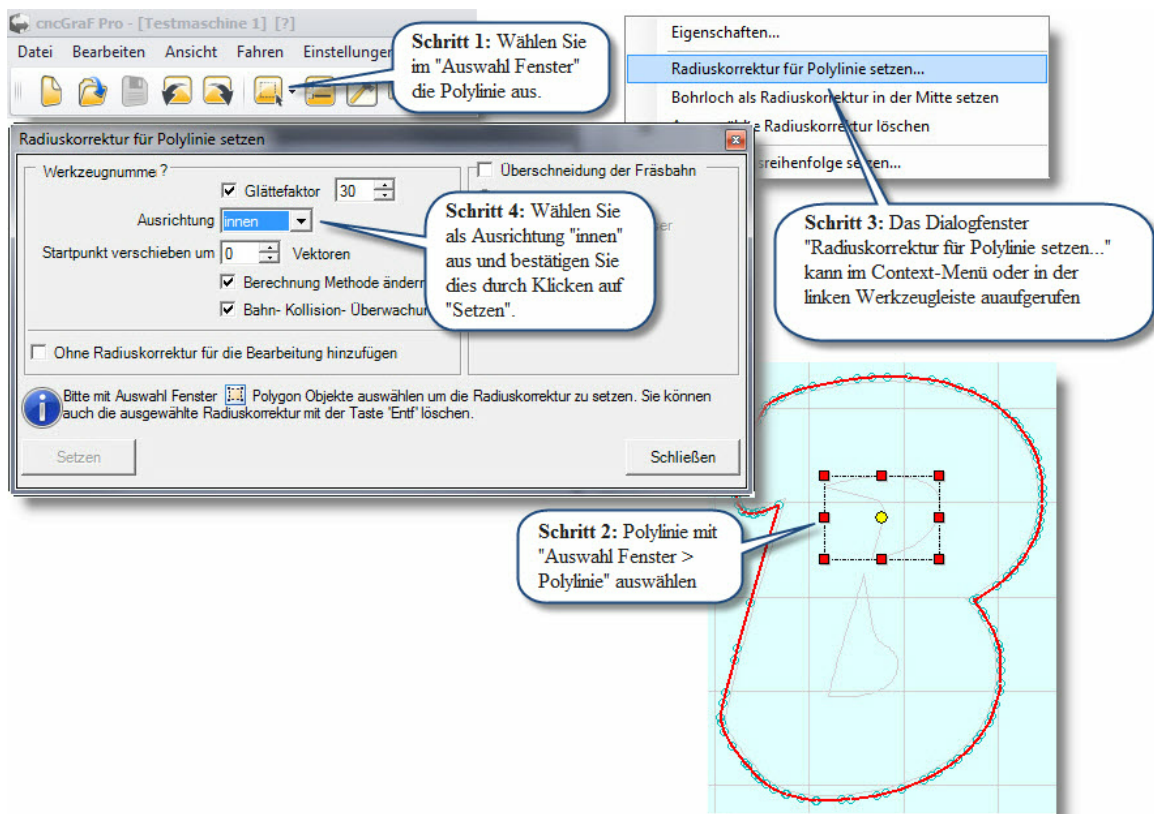 cncGraF Pro - [Testmaschine 1] [?]
Datei Bearbeiten Ansicht Fahren Einstellungen
Schritt 1: Wählen Sie
im "Auswahl Fenster"
die Polylinie aus.
Eigenschaften...
Radiuskorrektur für Polylinie setzen...
Bohrloch als Radiuskorrektur in der Mitte setzen
Radiuskorrektur löschen
setzen...
Schritt 3: Das Dialogfenster
"Radiuskorrektur für Polylinie setzen..."
kann im Context-Menü oder in der
linken Werkzeugleiste auaufgerufen
Radiuskorrektur für Polylinie setzen
Werkzeugnumme ?
Glättefaktor 30
Ausrichtung innen
Startpunkt verschieben um 0 Vektoren
Berechnung Methode ändern
Bahn- Kollision- Überwachu
Ohne Radiuskorrektur für die Bearbeitung hinzufügen
Überschneidung der Fräsbahn
Schritt 4: Wählen Sie
als Ausrichtung "innen"
aus und bestätigen Sie
dies durch Klicken auf
"Setzen".
Bitte mit Auswahl Fenster Polygon Objekte auswählen um die Radiuskorrektur zu setzen. Sie können
auch die ausgewählte Radiuskorrektur mit der Taste 'Entf' löschen.
Setzen
Schließen
Schritt 2: Polylinie mit
"Auswahl Fenster >
Polylinie" auswählen